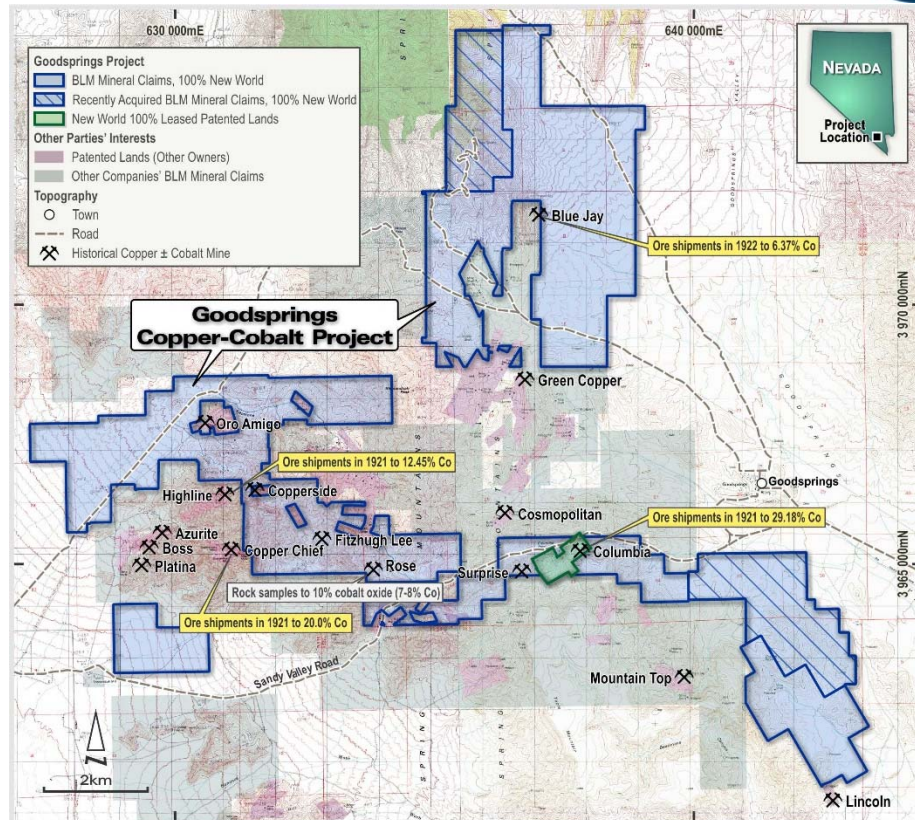 630 000mE
640 000mE
Goodsprings Project
BLM Mineral Claims, 100% New World
Recently Acquired BLM Mineral Claims, 100% New World
New World 100% Leased Patented Lands
Other Parties' Interests
Patented Lands (Other Owners)
Other Companies' BLM Mineral Claims
Topography
Town
Road
Historical Copper ± Cobalt Mine
NEVADA
Project
Location
Blue Jay
Ore shipments in 1922 to 6.37% Co
3 970 000mN
Goodsprings
Copper-Cobalt Project
Green Copper
Oro Amigo
Ore shipments in 1921 to 12.45% Co
Goodsprings
Highline
Copperside
Cosmopolitan
Ore shipments in 1921 to 29.18% Co
Azurite
Boss
Platina
Copper Chief
Fitzhugh Lee
Columbia
Rose
Surprise
3 965 000mN
Rock samples to 10% cobalt oxide (7-8% Co)
Ore shipments in 1921 to 20.0% Co
Sandy Valley Road
Mountain Top
N
2km
Lincoln
MOUNTAINS
SPRING
SPRING